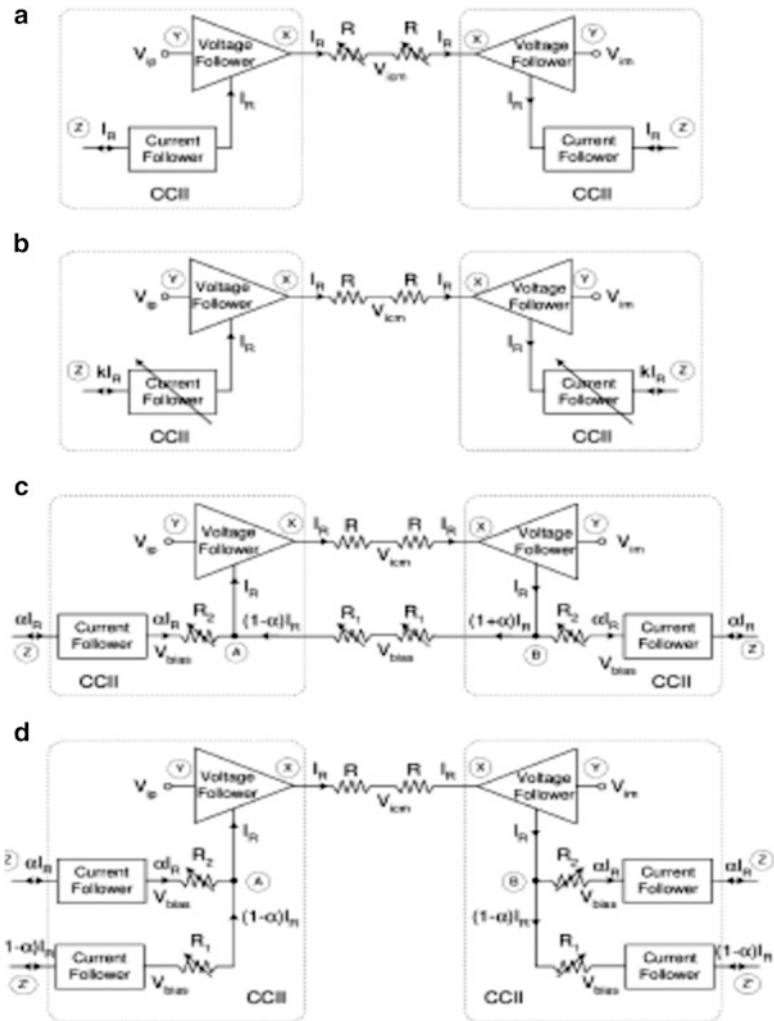 a
Y Voltage Follower X I_R R R I_R X Voltage Follower Y
V_ip V_icm V_im
I_R I_R
Z I_R Current Follower Current Follower I_R Z
CCII CCII
b
Y Voltage Follower X I_R R R I_R X Voltage Follower Y
V_ip V_icm V_im
I_R I_R
Z kI_R Current Follower Current Follower kI_R Z
CCII CCII
c
Y Voltage Follower X I_R R R I_R X Voltage Follower Y
V_ip V_icm V_im
I_R I_R
αI_R Current Follower αI_R R_2 (1-α)I_R R_1 R_1 (1+α)I_R R_2 αI_R Current Follower αI_R
Z V_bias A V_bias B V_bias Z
CCII CCII
d
Y Voltage Follower X I_R R R I_R X Voltage Follower Y
V_ip V_icm V_im
I_R I_R
Z αI_R Current Follower αI_R R_2 A B R_2 αI_R Current Follower αI_R Z
V_bias (1-α)I_R (1-α)I_R V_bias
1-α)I_R Current Follower R_1 R_1 Current Follower (1-α)I_R
Z' V_bias V_bias Z'
CCII CCII